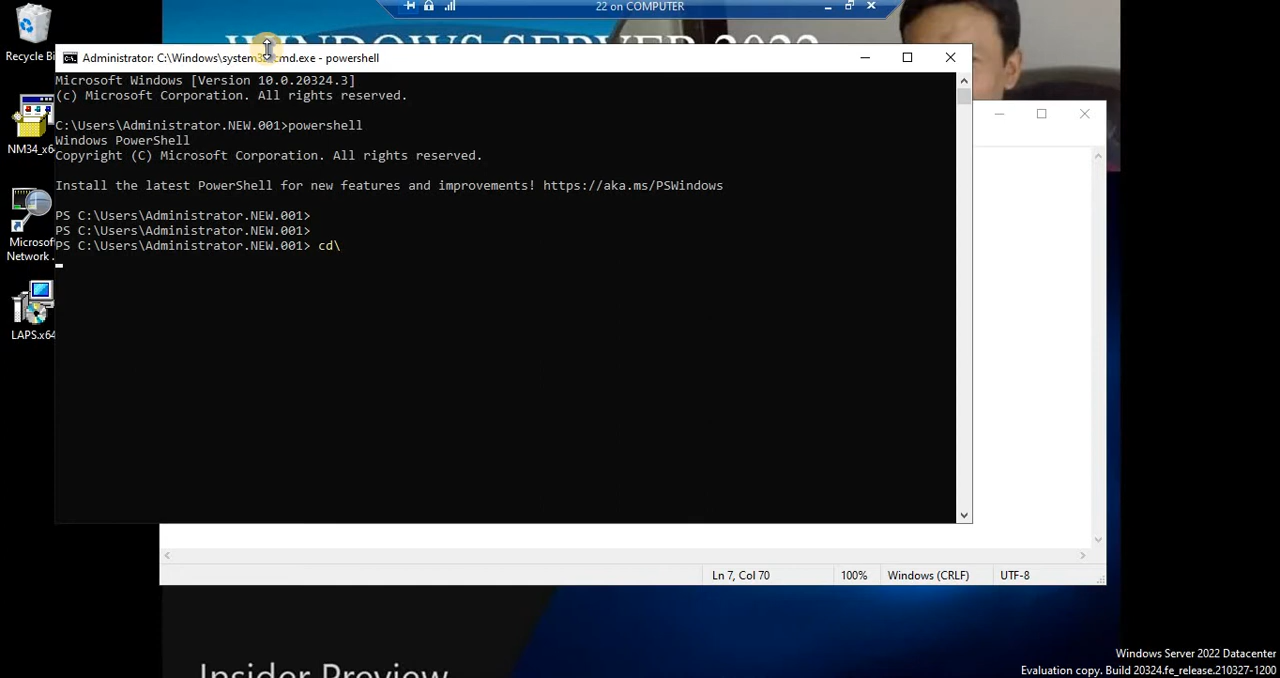 22 on COMPUTER
WINDOWS SERVER 2022
Recycle Bi
Administrator: C:\Windows\system32\cmd.exe - powershell
Microsoft Windows [Version 10.0.20324.3]
(c) Microsoft Corporation. All rights reserved.
C:\Users\Administrator.NEW.001>powershell
Windows PowerShell
Copyright (C) Microsoft Corporation. All rights reserved.
Install the latest PowerShell for new features and improvements! https://aka.ms/PSWindows
PS C:\Users\Administrator.NEW.001>
PS C:\Users\Administrator.NEW.001>
PS C:\Users\Administrator.NEW.001> cd\
NM34_x6
Microsof
Network .
LAPS.x64
Ln 7, Col 70
100%
Windows (CRLF)
UTF-8
Insider Preview
Windows Server 2022 Datacenter
Evaluation copy. Build 20324.fe_release.210327-1200